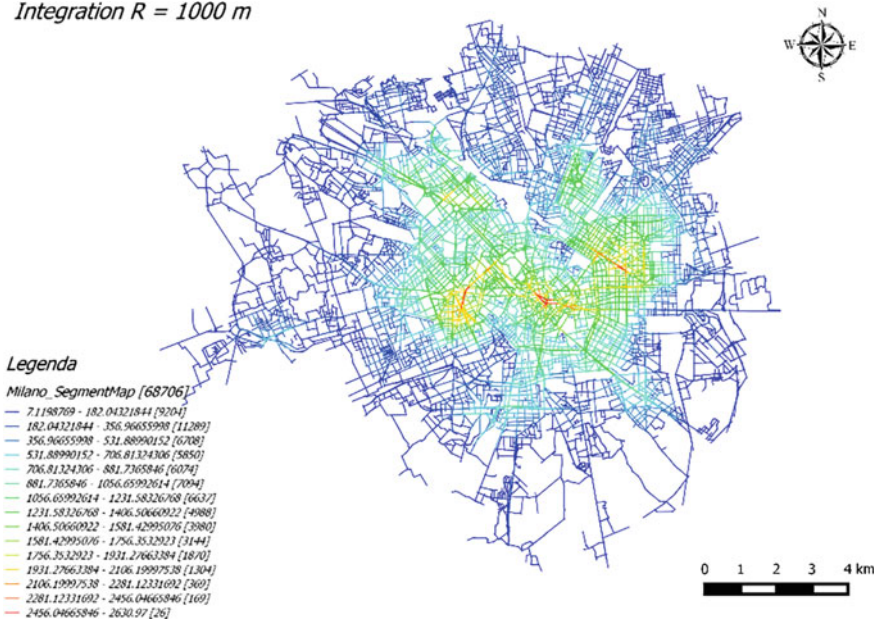 Integration R = 1000 m
N
W E
S
Legenda
Milano_SegmentMap [68706]
7.1198769 - 182.04321844 [9204]
182.04321844 - 356.96655998 [11289]
356.96655998 - 531.88990152 [6708]
531.88990152 - 706.81324306 [5850]
706.81324306 - 881.7365846 [6074]
881.7365846 - 1056.65992614 [7094]
1056.65992614 - 1231.58326768 [6637]
1231.58326768 - 1406.50660922 [4988]
1406.50660922 - 1581.42995076 [3980]
1581.42995076 - 1756.3532923 [3144]
1756.3532923 - 1931.27663384 [1870]
1931.27663384 - 2106.19997538 [1304]
2106.19997538 - 2281.12331692 [369]
2281.12331692 - 2456.04665846 [169]
2456.04665846 - 2630.97 [26]
0 1 2 3 4 km